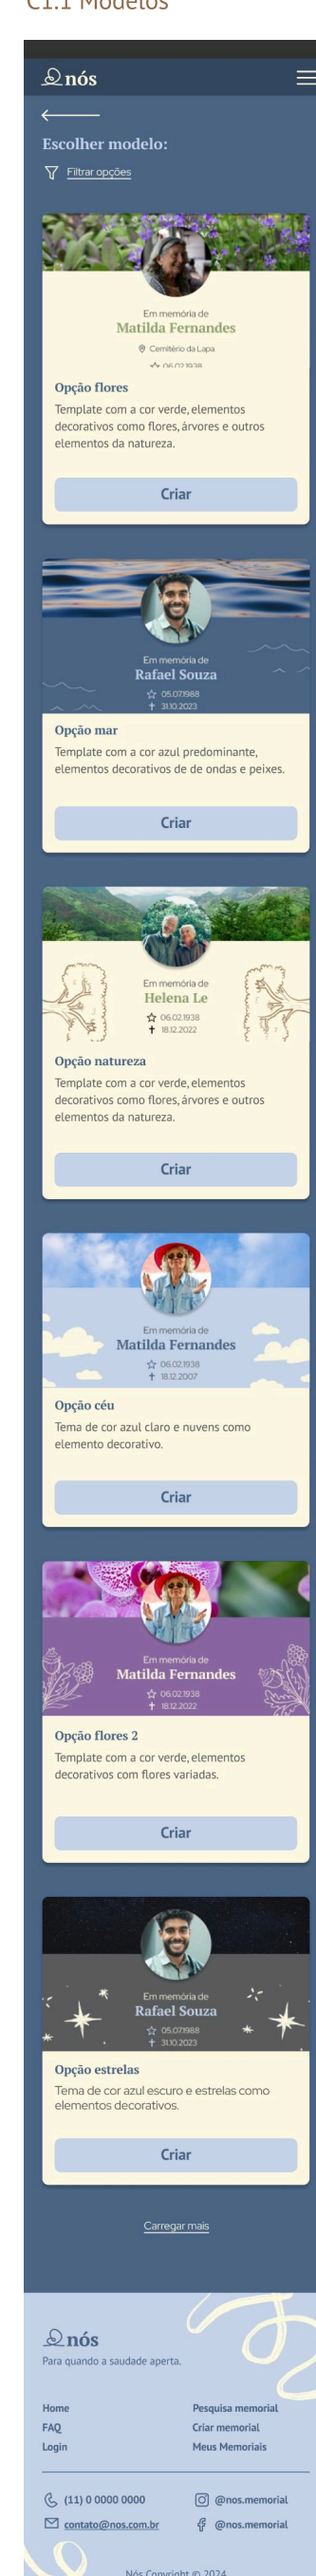 C1.1 Modelos
nós
Escolher modelo:
Filtrar opções
Em memória de
Matilda Fernandes
Cemitério da Lapa
06.02.1938
Opção flores
Template com a cor verde, elementos
decorativos como flores, árvores e outros
elementos da natureza.
Criar
Em memória de
Rafael Souza
05.07.1988
31.10.2023
Opção mar
Template com a cor azul predominante,
elementos decorativos de de ondas e peixes.
Criar
Em memória de
Helena Le
06.02.1938
18.12.2022
Opção natureza
Template com a cor verde, elementos
decorativos como flores, árvores e outros
elementos da natureza.
Criar
Em memória de
Matilda Fernandes
06.02.1938
18.12.2007
Opção céu
Tema de cor azul claro e nuvens como
elemento decorativo.
Criar
Em memória de
Matilda Fernandes
06.02.1938
18.12.2022
Opção flores 2
Template com a cor verde, elementos
decorativos com flores variadas.
Criar
Em memória de
Rafael Souza
05.07.1988
31.10.2023
Opção estrelas
Tema de cor azul escuro e estrelas como
elementos decorativos.
Criar
Carregar mais
nós
Para quando a saudade aperta.
Home Pesquisa memorial
FAQ Criar memorial
Login Meus Memoriais
(11) 0 0000 0000 @nos.memorial
contato@nos.com.br @nos.memorial
Nós Copyright © 2024